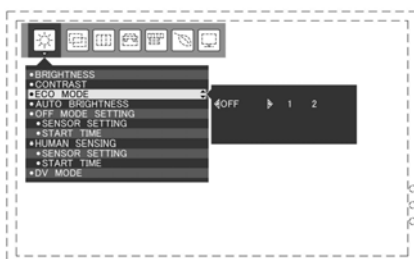 •BRIGHTNESS
•CONTRAST
•ECO MODE
OFF 1 2
•AUTO BRIGHTNESS
•OFF MODE SETTING
•SENSOR SETTING
•START TIME
•HUMAN SENSING
•SENSOR SETTING
•START TIME
•DV MODE